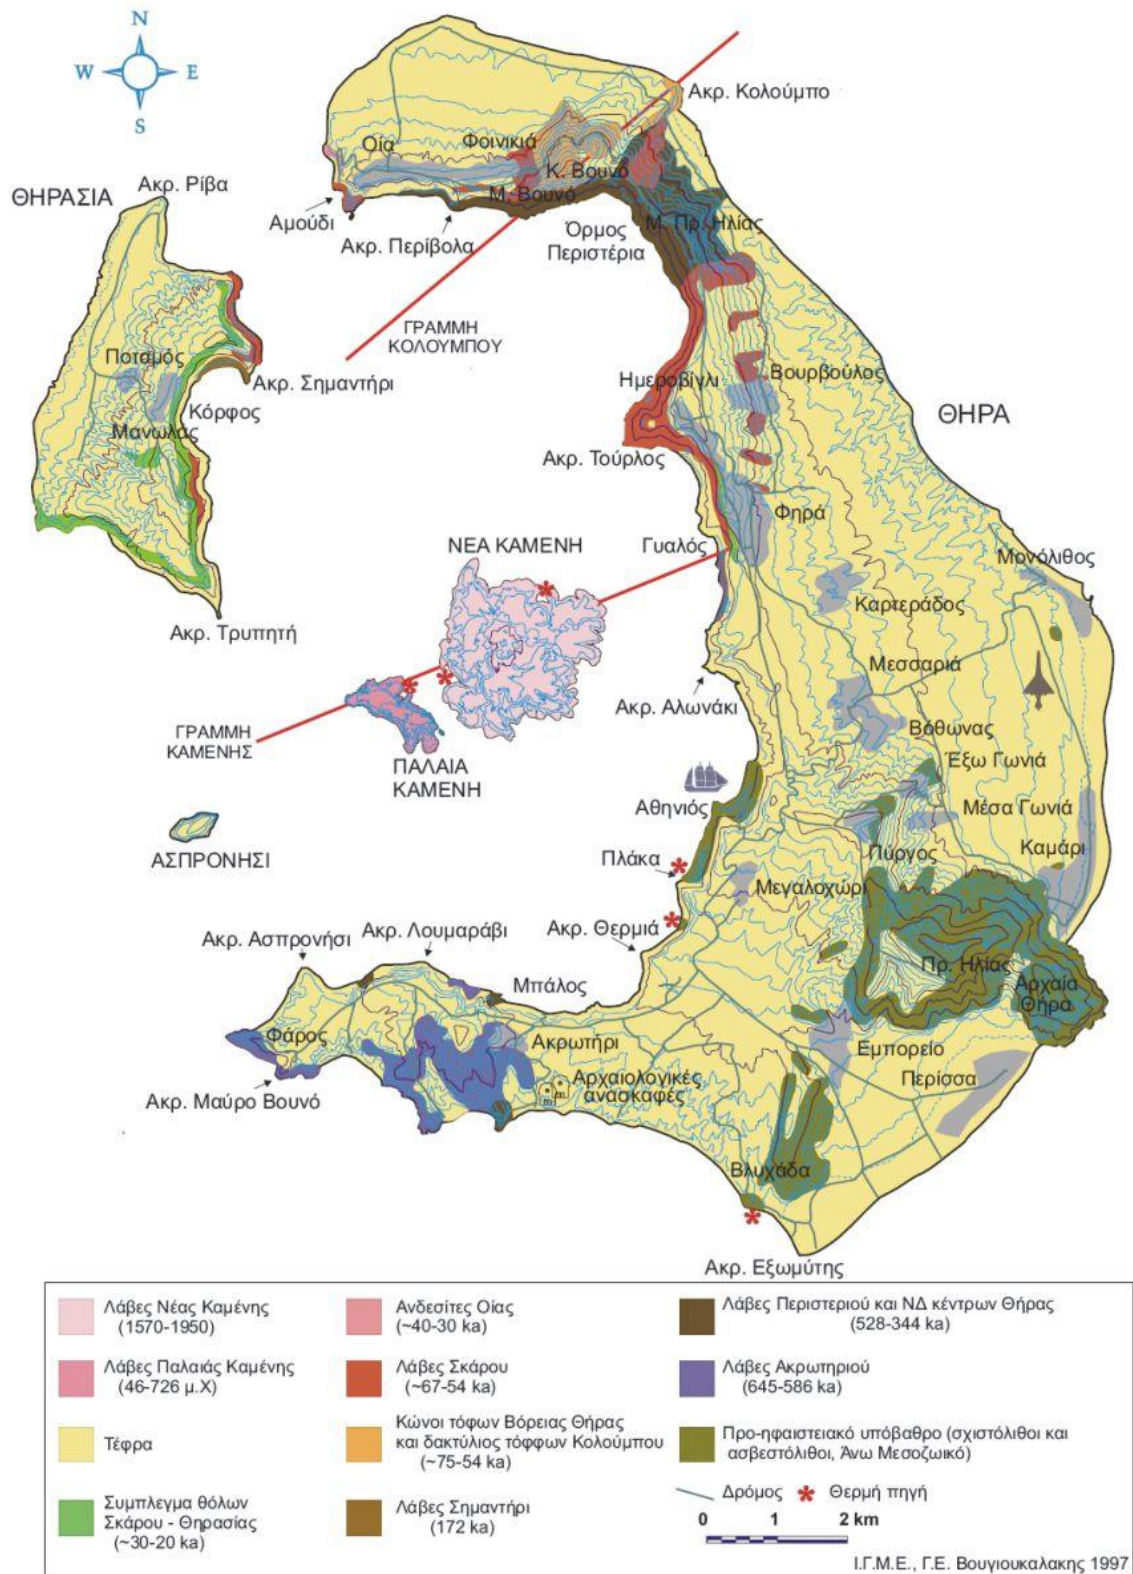 N
W
E
S
Ακρ. Κολούμπο
Οία
Φοινικιά
Κ. Βουνό
Μ. Βουνό
ΘΗΡΑΣΙΑ
Ακρ. Ρίβα
Αμούδι
Ακρ. Περίβολα
Όρμος
Περιστέρια
Μ. Πρ. Ηλίας
ΓΡΑΜΜΗ
ΚΟΛΟΥΜΠΟΥ
Ποταμός
Ακρ. Σημαντήρι
Κόρφος
Μανωλάς
Ημεροβίγλι
Βουρβούλος
ΘΗΡΑ
Ακρ. Τούρλος
Φηρά
Γυαλός
ΝΕΑ ΚΑΜΕΝΗ
Μονόλιθος
Καρτεράδος
Ακρ. Τρυπητή
Μεσσαριά
Ακρ. Αλωνάκι
ΓΡΑΜΜΗ
ΚΑΜΕΝΗΣ
Βόθωνας
ΠΑΛΑΙΑ
ΚΑΜΕΝΗ
Έξω Γωνιά
Αθηνιός
Μέσα Γωνιά
ΑΣΠΡΟΝΗΣΙ
Πλάκα
Πύργος
Καμάρι
Μεγαλοχώρι
Ακρ. Ασπρονήσι
Ακρ. Λουμαράβι
Ακρ. Θερμιά
Πρ. Ηλίας
Αρχαία
Θήρα
Μπάλος
Φάρος
Ακρωτήρι
Εμπορείο
Περίσσα
Ακρ. Μαύρο Βουνό
Αρχαιολογικές
ανασκαφές
Βλυχάδα
Ακρ. Εξωμύτης
Λάβες Νέας Καμένης
(1570-1950)
Λάβες Παλαιάς Καμένης
(46-726 μ.Χ)
Τέφρα
Συμπλεγμα θόλων
Σκάρου - Θηρασίας
(~30-20 ka)
Ανδεσίτες Οίας
(~40-30 ka)
Λάβες Σκάρου
(~67-54 ka)
Κώνοι τόφων Βόρειας Θήρας
και δακτύλιος τόφφων Κολούμπου
(~75-54 ka)
Λάβες Σημαντήρι
(172 ka)
Λάβες Περιστεριού και ΝΔ κέντρων Θήρας
(528-344 ka)
Λάβες Ακρωτηριού
(645-586 ka)
Προ-ηφαιστειακό υπόβαθρο (σχιστόλιθοι και
ασβεστόλιθοι, Άνω Μεσοζωικό)
Δρόμος
Θερμή πηγή
0 1 2 km
Ι.Γ.Μ.Ε., Γ.Ε. Βουγιουκαλακης 1997